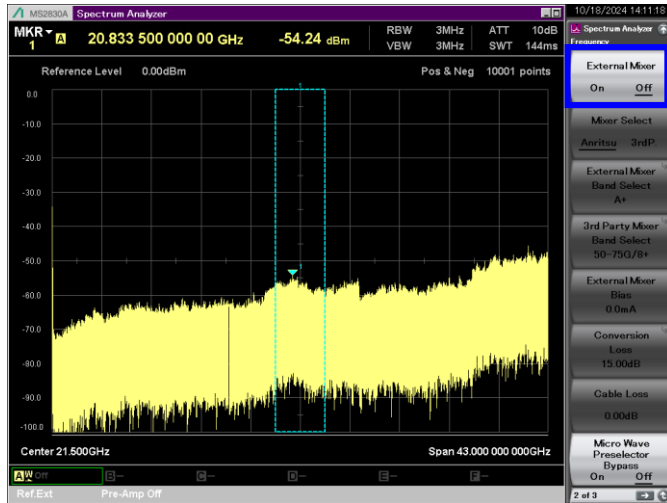 MS2830A Spectrum Analyzer
10/18/2024 14:11:18
MKR 1 A 20.833 500 000 00 GHz -54.24 dBm
RBW 3MHz ATT 10dB
VBW 3MHz SWT 144ms
Reference Level 0.00dBm Pos & Neg 10001 points
0.0
-10.0
-20.0
-30.0
-40.0
-50.0
-60.0
-70.0
-80.0
-90.0
-100.0
1
1
Center 21.500GHz Span 43.000 000 000GHz
A W Off B C D E F
Ref.Ext Pre-Amp Off
Spectrum Analyzer
Frequency
External Mixer
On Off
Mixer Select
Anritsu 3rdP.
External Mixer
Band Select
A+
3rd Party Mixer
Band Select
50-75G/8+
External Mixer
Bias
0.0mA
Conversion
Loss
15.00dB
Cable Loss
0.00dB
Micro Wave
Preselector
Bypass
On Off
2 of 3